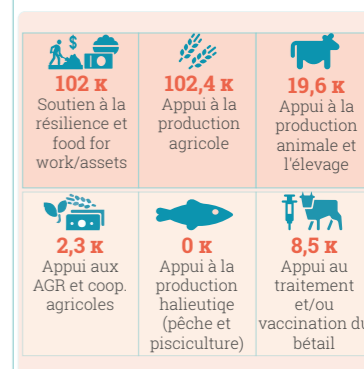 102 K
Soutien à la
résilience et
food for
work/assets
102,4 K
Appui à la
production
agricole
19,6 K
Appui à la
production
animale et
l'élevage
2,3 K
Appui aux
AGR et coop.
agricoles
0 K
Appui à la
production
halieutiqe
(pêche et
pisciculture)
8,5 K
Appui au
traitement
et/ou
vaccination du
bétail